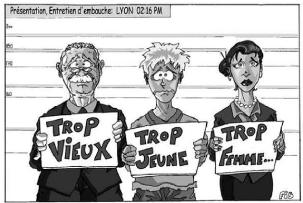 Présentation, Entretien d'embauche: LYON 02:16 PM
TROP
VIEUX
TROP
JEUNE
TROP
FEMME...